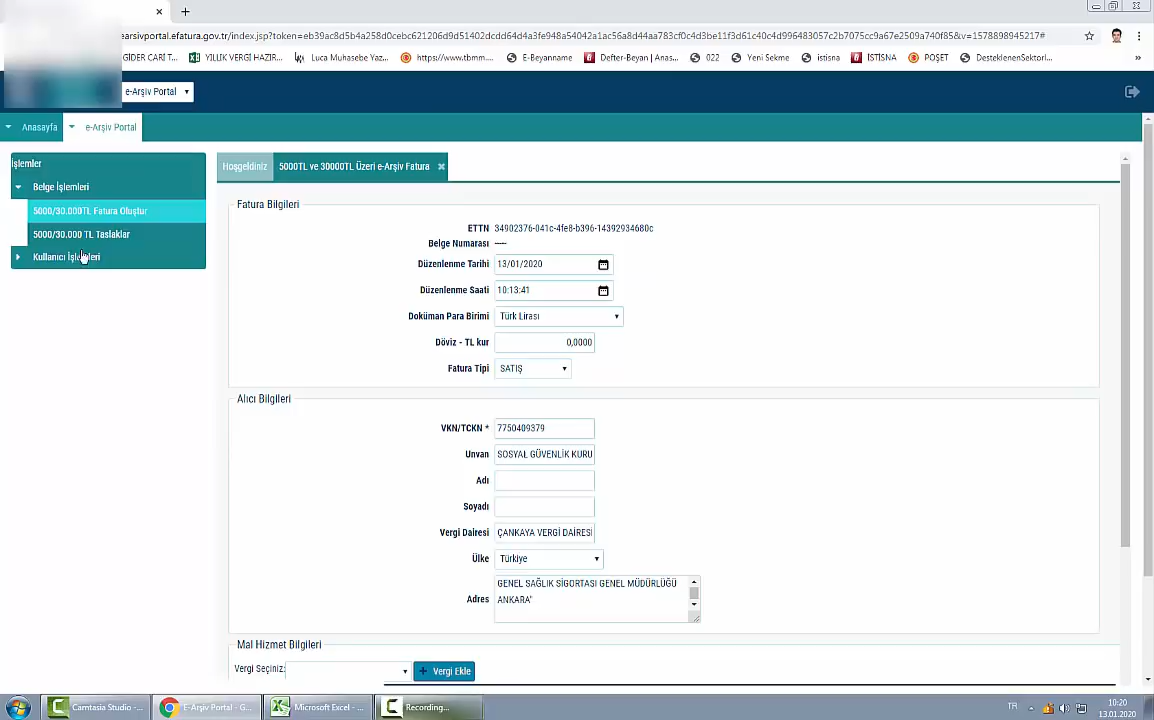 earsivportal.efatura.gov.tr/index.jsp?token=eb39ac8d5b4a258d0cebc621206d9d51402dcdd64d4a3fe948a54042a1ac56a8d44aa783cf0c4d3be11f3d61c40c4d996483057c2b7075cc9a67e2509a740f85&v=1578898945217#
GİDER CARİ T... YILLIK VERGİ HAZIR... Luca Muhasebe Yaz... https://www.tbmm.... E-Beyanname Defter-Beyan | Anas... 022 Yeni Sekme istisna İSTİSNA POŞET DesteklenenSektorl... »
e-Arşiv Portal
Anasayfa e-Arşiv Portal
İşlemler
Belge İşlemleri
5000/30.000TL Fatura Oluştur
5000/30.000 TL Taslaklar
Kullanıcı İşlemleri
Hoşgeldiniz 5000TL ve 30000TL Üzeri e-Arşiv Fatura
Fatura Bilgileri
ETTN 34902376-041c-4fe8-b396-14392934680c
Belge Numarası -----
Düzenlenme Tarihi 13/01/2020
Düzenlenme Saati 10:13:41
Doküman Para Birimi Türk Lirası
Döviz - TL kur 0,0000
Fatura Tipi SATIŞ
Alıcı Bilgileri
VKN/TCKN * 7750409379
Unvan SOSYAL GÜVENLİK KURU
Adı
Soyadı
Vergi Dairesi ÇANKAYA VERGİ DAİRESİ
Ülke Türkiye
Adres GENEL SAĞLIK SİGORTASI GENEL MÜDÜRLÜĞÜ
ANKARA"
Mal Hizmet Bilgileri
Vergi Seçiniz: + Vergi Ekle
Camtasia Studio -... E-Arşiv Portal - G... Microsoft Excel - ... Recording... TR 10:20
13.01.2020